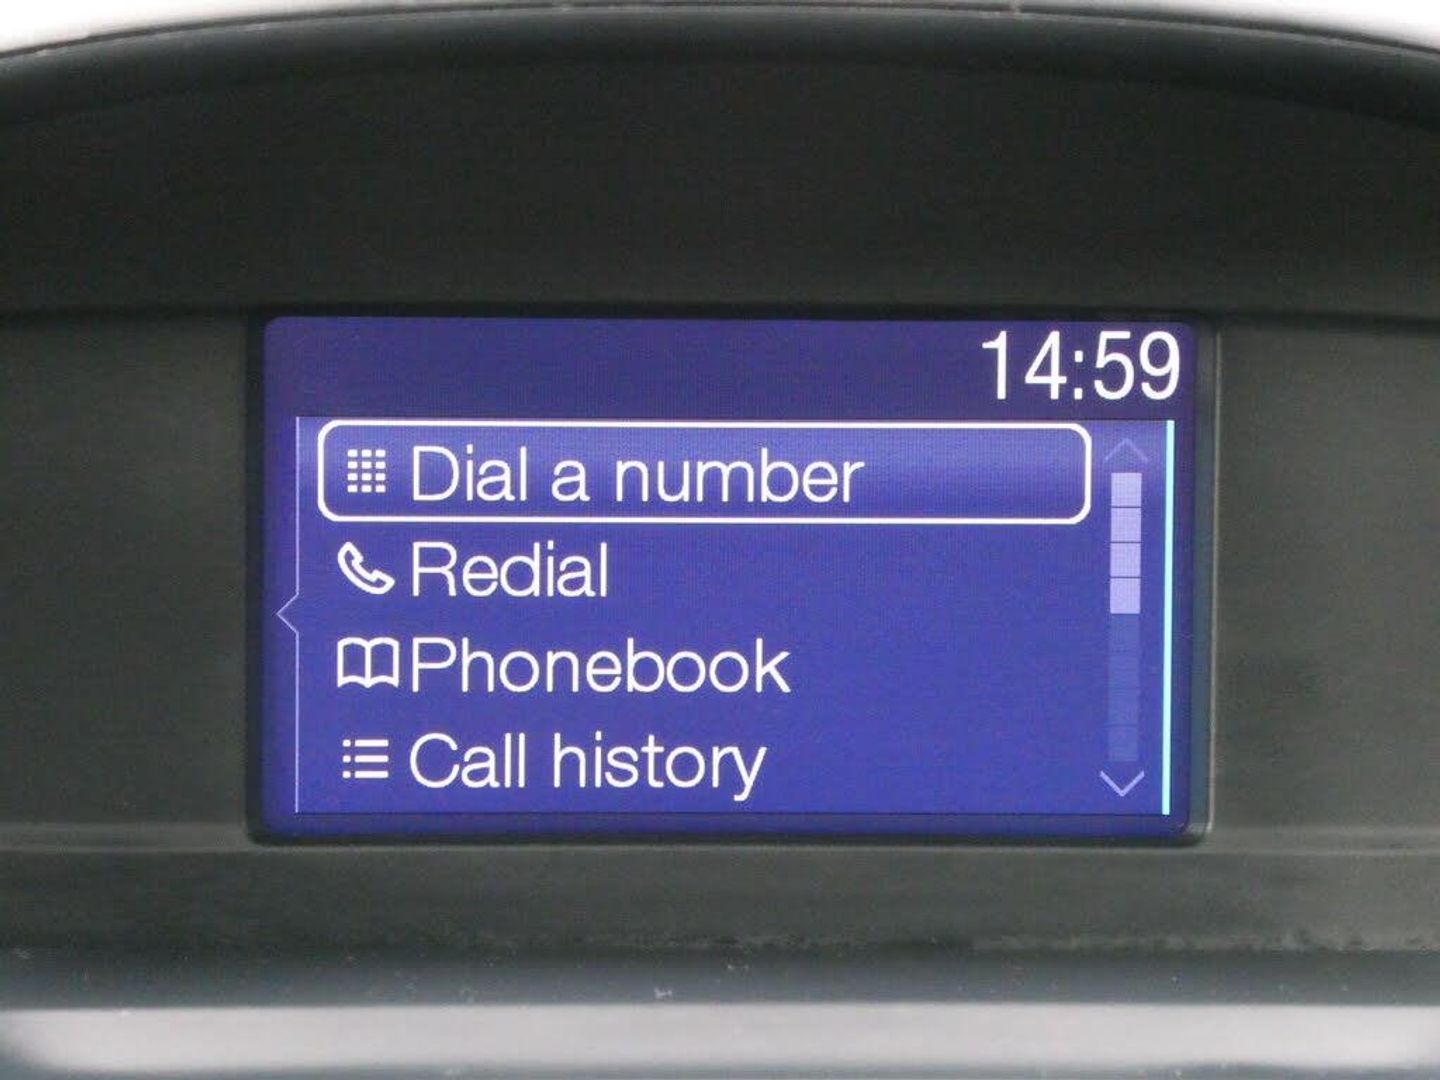 14:59
Dial a number
Redial
Phonebook
Call history